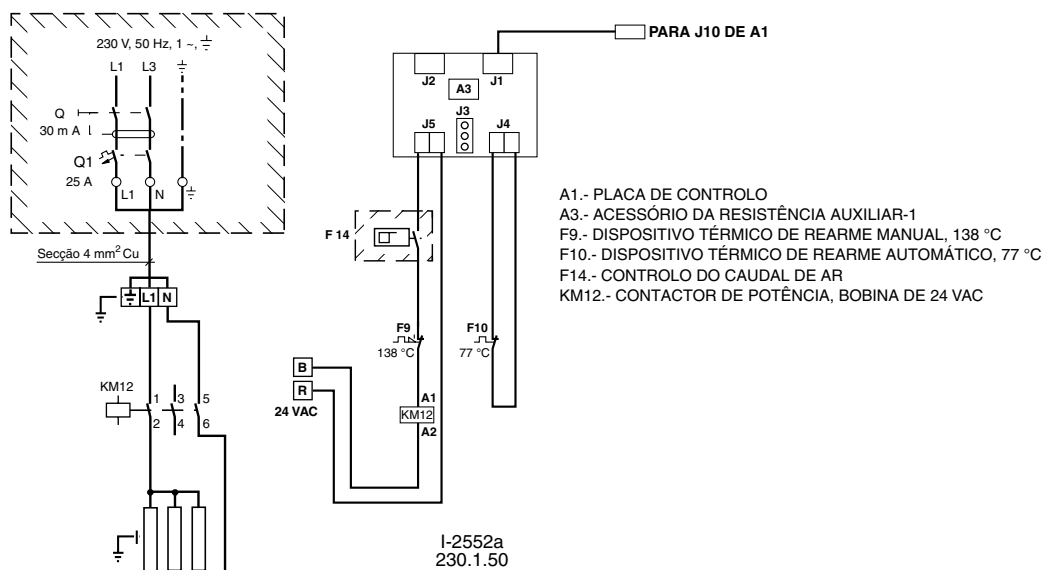 230 V, 50 Hz, 1 ~,
L1 L3
Q
30 m A
Q1
25 A
L1 N
Secção 4 mm² Cu
L1 N
KM12
1 3 5
2 4 6
PARA J10 DE A1
J2 J1
A3
J3
J5 J4
F 14
F9
138 °C
F10
77 °C
B
R
24 VAC
A1
KM12
A2
A1.- PLACA DE CONTROLO
A3.- ACESSÓRIO DA RESISTÊNCIA AUXILIAR-1
F9.- DISPOSITIVO TÉRMICO DE REARME MANUAL, 138 °C
F10.- DISPOSITIVO TÉRMICO DE REARME AUTOMÁTICO, 77 °C
F14.- CONTROLO DO CAUDAL DE AR
KM12.- CONTACTOR DE POTÊNCIA, BOBINA DE 24 VAC
I-2552a
230.1.50